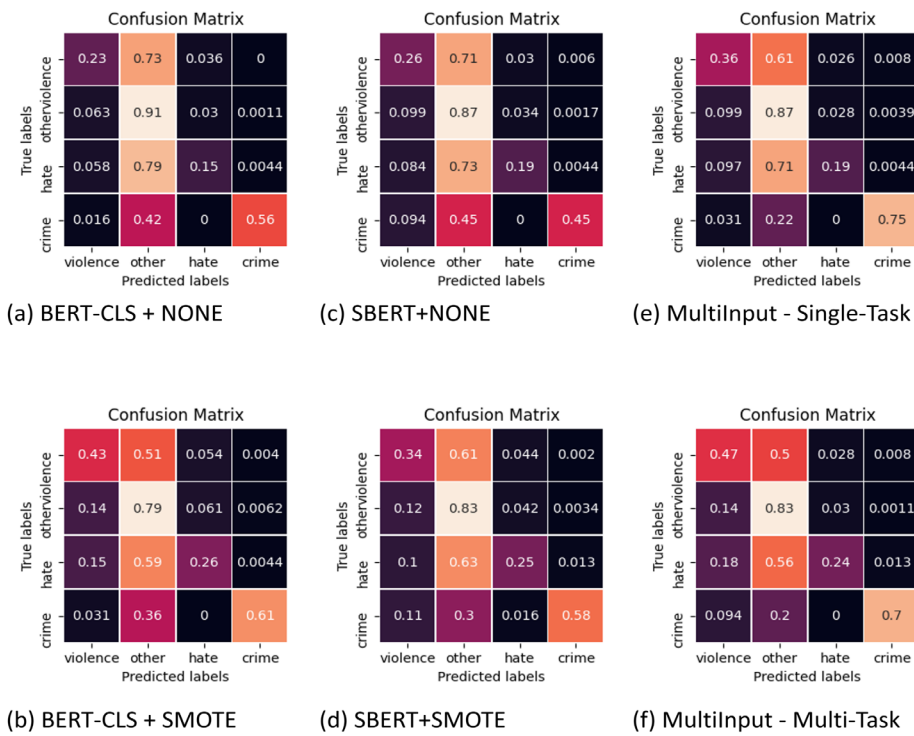 Confusion Matrix
0.23 0.73 0.036 0
0.063 0.91 0.03 0.0011
0.058 0.79 0.15 0.0044
0.016 0.42 0 0.56
True labels
violence
other
hate
crime
violence other hate crime
Predicted labels
(a) BERT-CLS + NONE
Confusion Matrix
0.26 0.71 0.03 0.006
0.099 0.87 0.034 0.0017
0.084 0.73 0.19 0.0044
0.094 0.45 0 0.45
True labels
violence
other
hate
crime
violence other hate crime
Predicted labels
(c) SBERT+NONE
Confusion Matrix
0.36 0.61 0.026 0.008
0.099 0.87 0.028 0.0039
0.097 0.71 0.19 0.0044
0.031 0.22 0 0.75
True labels
violence
other
hate
crime
violence other hate crime
Predicted labels
(e) MultiInput - Single-Task
Confusion Matrix
0.43 0.51 0.054 0.004
0.14 0.79 0.061 0.0062
0.15 0.59 0.26 0.0044
0.031 0.36 0 0.61
True labels
violence
other
hate
crime
violence other hate crime
Predicted labels
(b) BERT-CLS + SMOTE
Confusion Matrix
0.34 0.61 0.044 0.002
0.12 0.83 0.042 0.0034
0.1 0.63 0.25 0.013
0.11 0.3 0.016 0.58
True labels
violence
other
hate
crime
violence other hate crime
Predicted labels
(d) SBERT+SMOTE
Confusion Matrix
0.47 0.5 0.028 0.008
0.14 0.83 0.03 0.0011
0.18 0.56 0.24 0.013
0.094 0.2 0 0.7
True labels
violence
other
hate
crime
violence other hate crime
Predicted labels
(f) MultiInput - Multi-Task